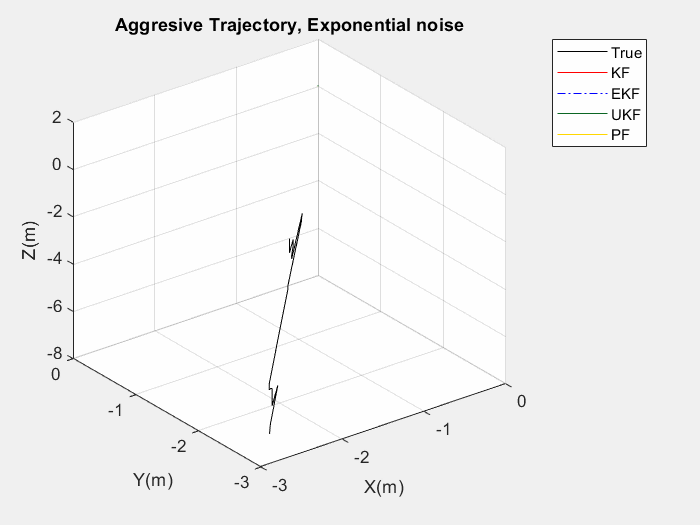 Aggresive Trajectory, Exponential noise
True
KF
EKF
UKF
PF
2
0
-2
-4
-6
-8
Z(m)
0
-1
-2
-3
Y(m)
-3
-2
-1
0
X(m)